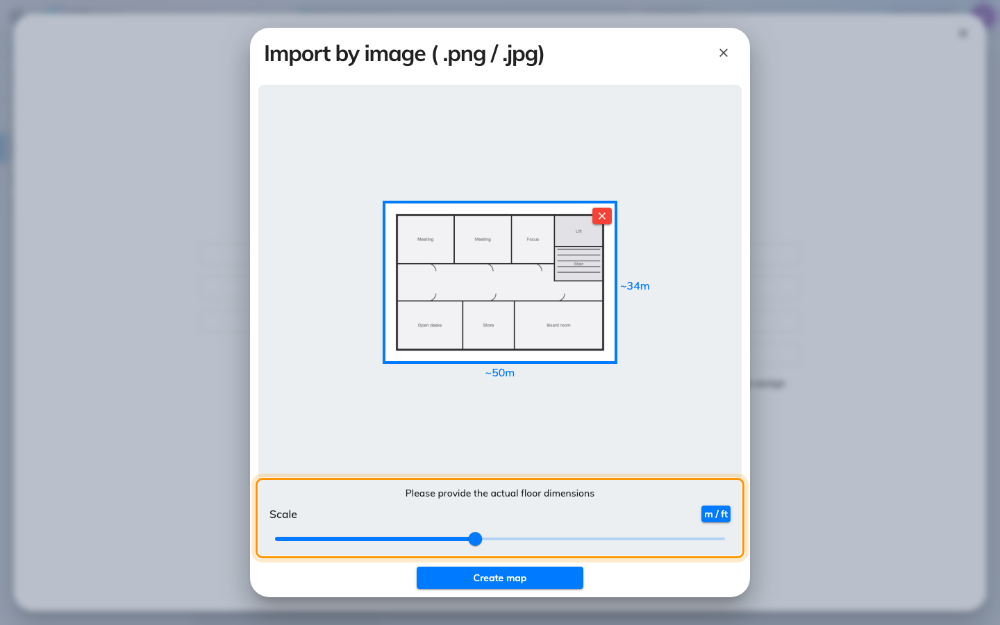 Import by image ( .png / .jpg)
Lift
Meeting
Meeting
Focus
Stair
~34m
Open desks
Store
Board room
~50m
Please provide the actual floor dimensions
Scale
m / ft
Create map